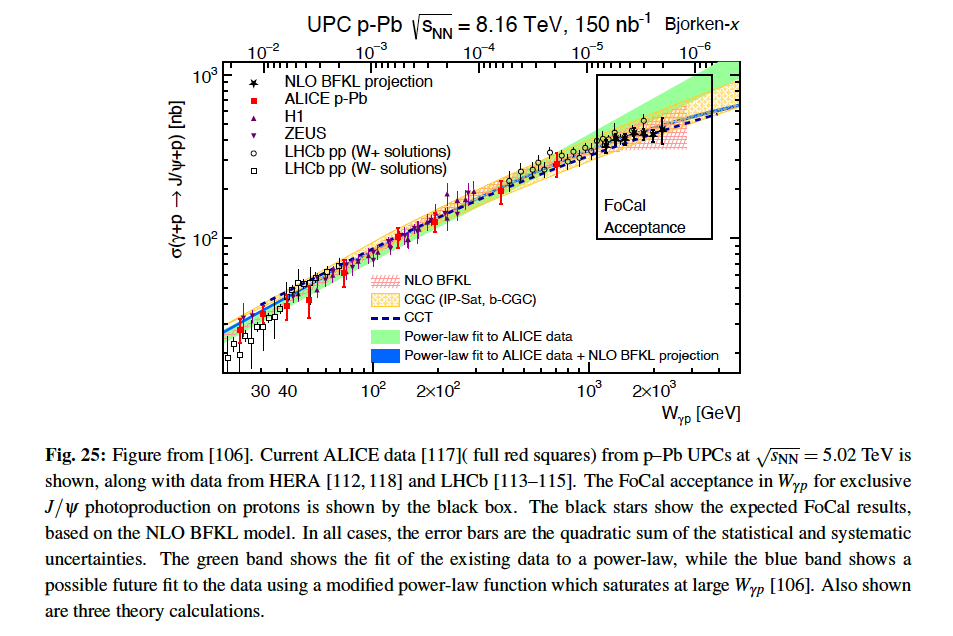 UPC p-Pb √sNN = 8.16 TeV, 150 nb-1 Bjorken-x
10-2 10-3 10-4 10-5 10-6
103
102
σ(γ+p → J/ψ+p) [nb]
NLO BFKL projection
ALICE p-Pb
H1
ZEUS
LHCb pp (W+ solutions)
LHCb pp (W- solutions)
FoCal
Acceptance
NLO BFKL
CGC (IP-Sat, b-CGC)
CCT
Power-law fit to ALICE data
Power-law fit to ALICE data + NLO BFKL projection
30 40 102 2×102 103 2×103
Wγp [GeV]
Fig. 25: Figure from [106]. Current ALICE data [117]( full red squares) from p–Pb UPCs at √sNN = 5.02 TeV is
shown, along with data from HERA [112, 118] and LHCb [113–115]. The FoCal acceptance in Wγp for exclusive
J/ψ photoproduction on protons is shown by the black box. The black stars show the expected FoCal results,
based on the NLO BFKL model. In all cases, the error bars are the quadratic sum of the statistical and systematic
uncertainties. The green band shows the fit of the existing data to a power-law, while the blue band shows a
possible future fit to the data using a modified power-law function which saturates at large Wγp [106]. Also shown
are three theory calculations.